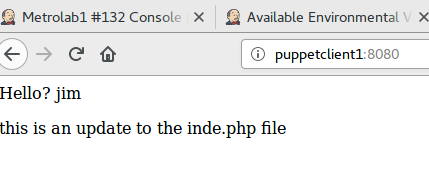 Metrolab1 #132 Console
Available Environmental V
puppetclient1:8080
Hello? jim
this is an update to the inde.php file